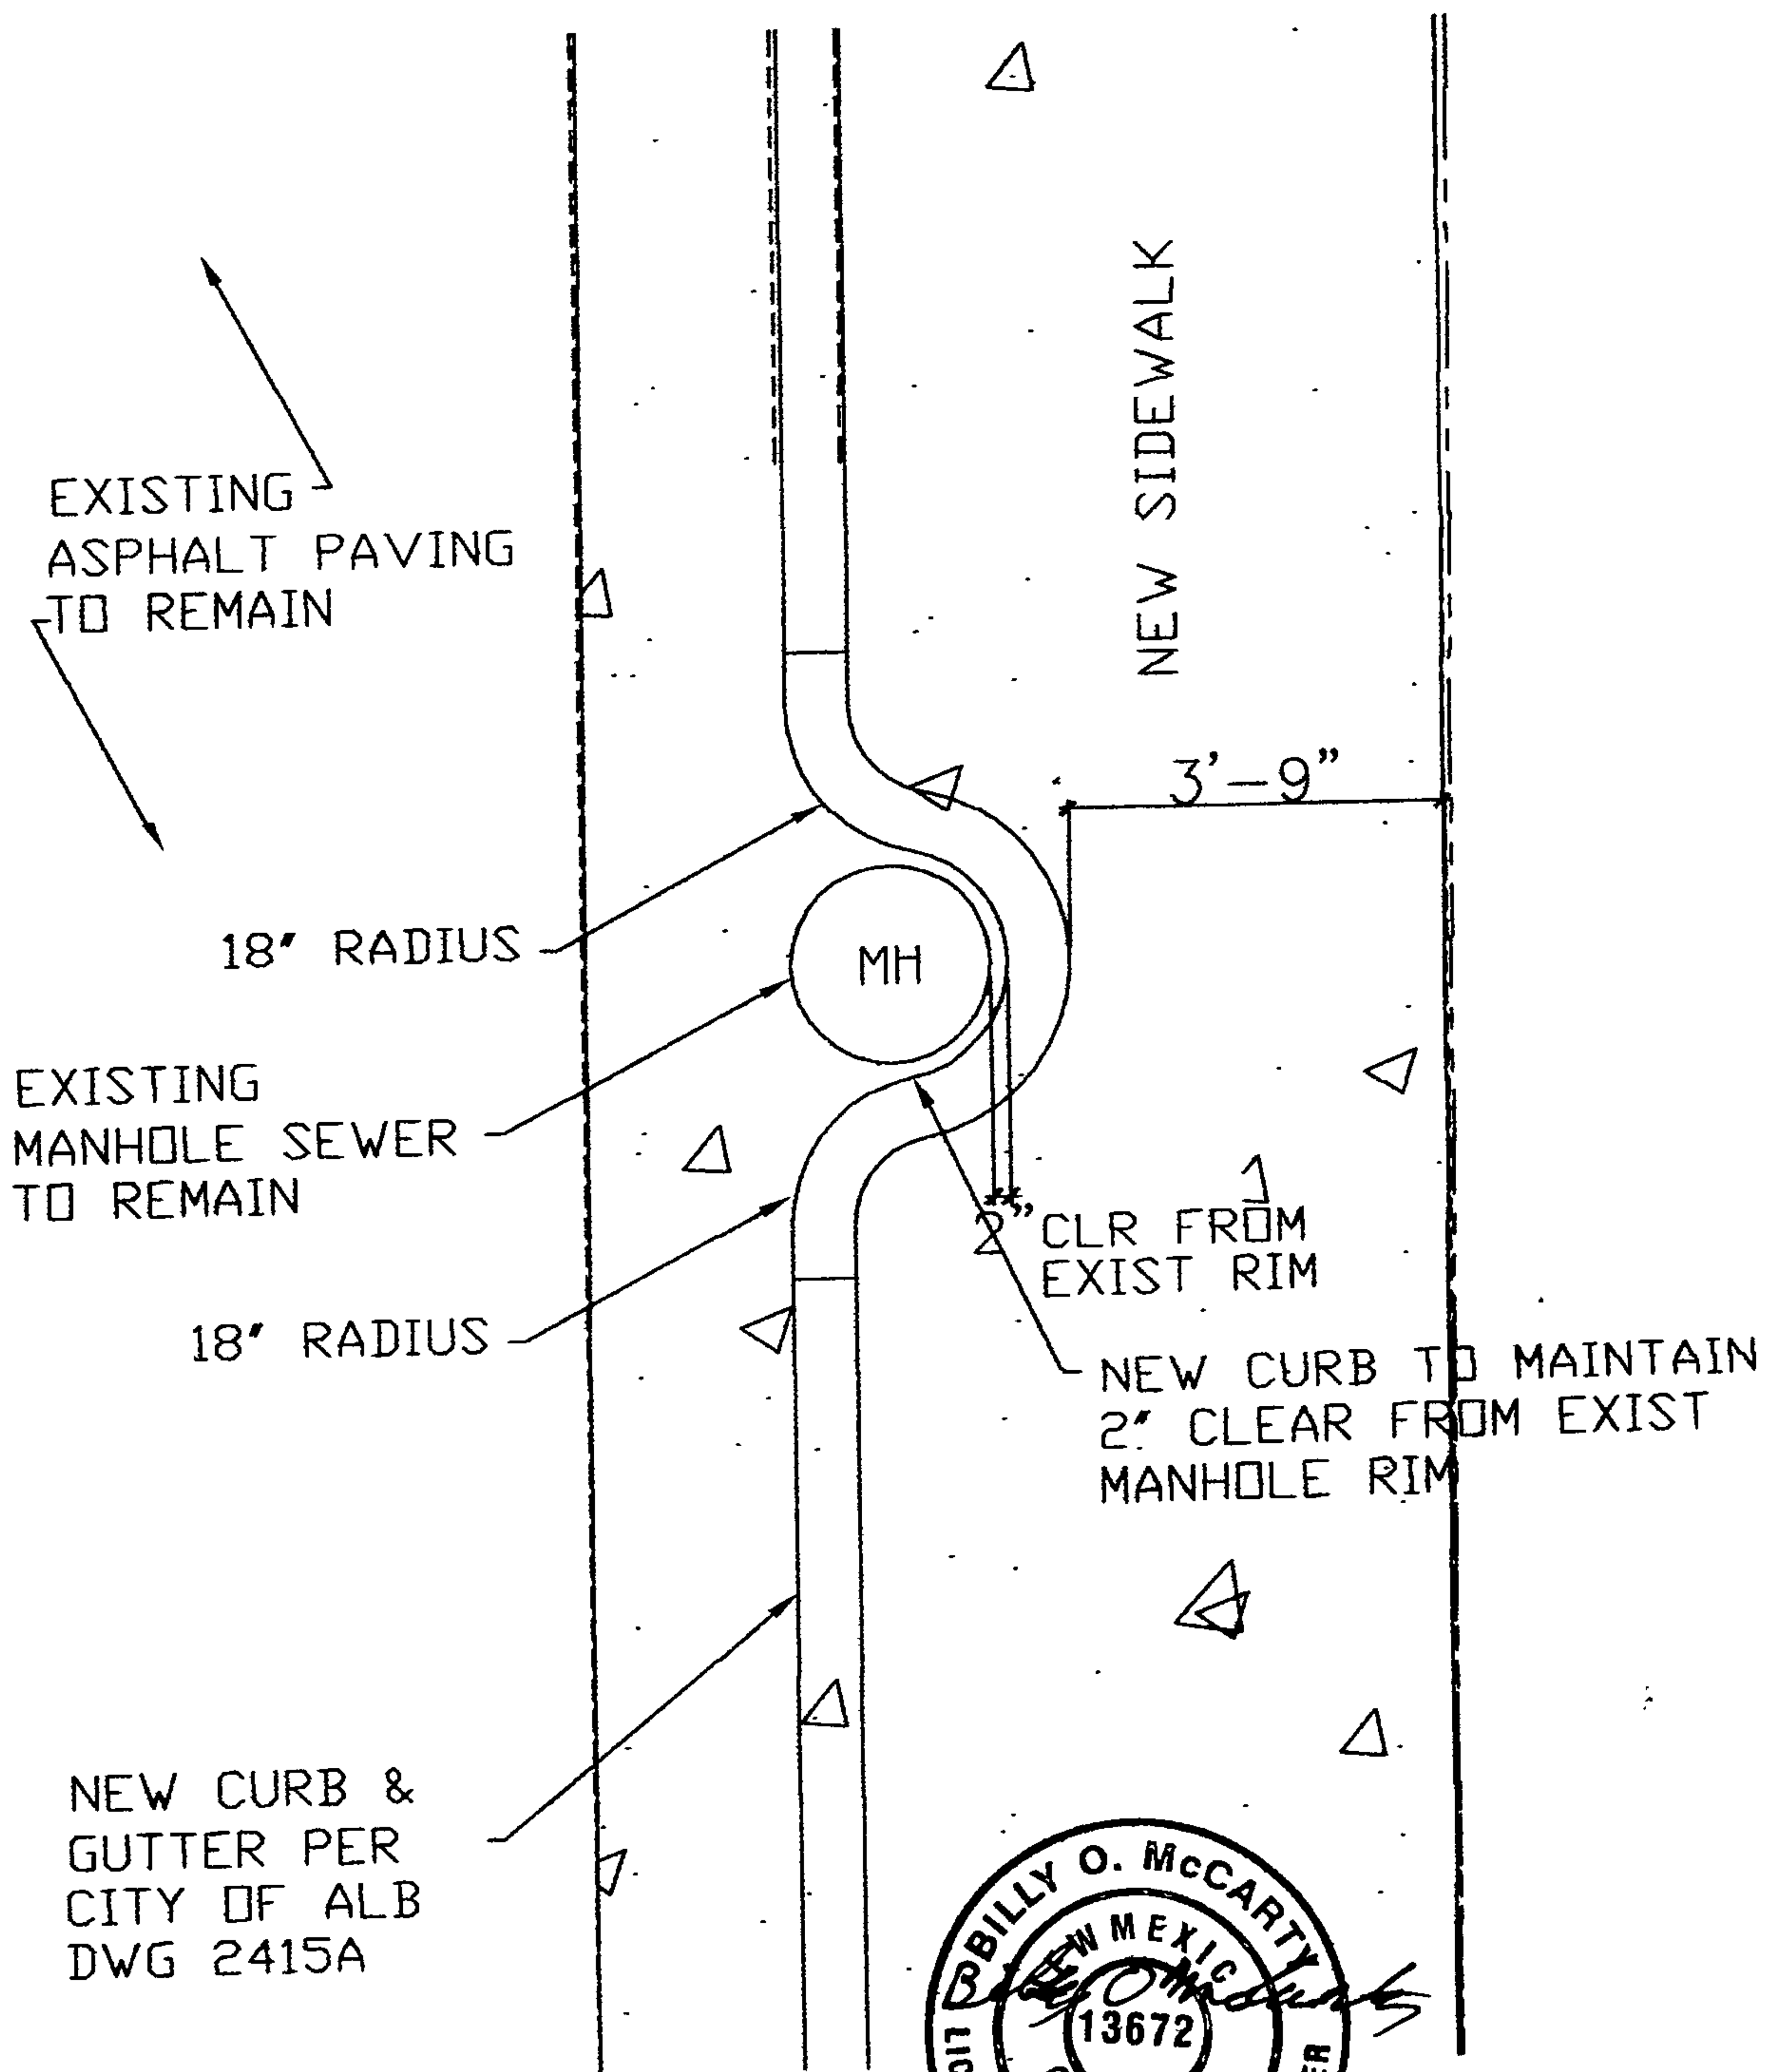 EXISTING
ASPHALT PAVING
TO REMAIN
NEW SIDEWALK
3'-9"
18" RADIUS
MH
EXISTING
MANHOLE SEWER
TO REMAIN
2" CLR FROM
EXIST RIM
18" RADIUS
NEW CURB TO MAINTAIN
2" CLEAR FROM EXIST
MANHOLE RIM
NEW CURB &
GUTTER PER
CITY OF ALB
DWG 2415A
BILLY O. McCARTY
NEW MEXIC
13672